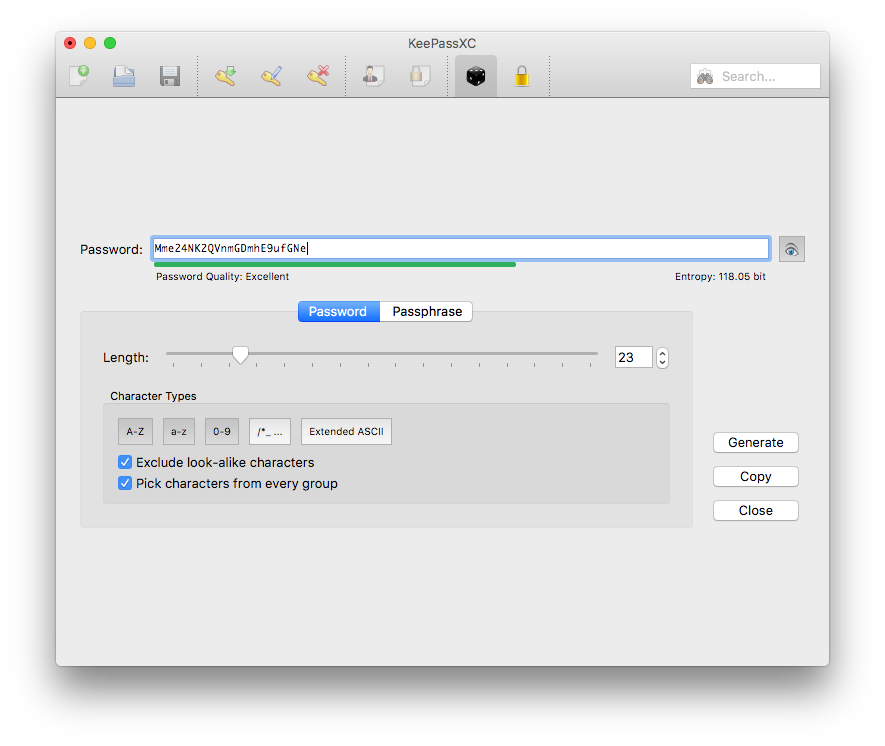 KeePassXC
Search...
Password: Mme24NK2QVnmGDmhE9ufGNe
Password Quality: Excellent Entropy: 118.05 bit
Password Passphrase
Length: 23
Character Types
A-Z a-z 0-9 /*_ ... Extended ASCII
Exclude look-alike characters
Pick characters from every group
Generate
Copy
Close